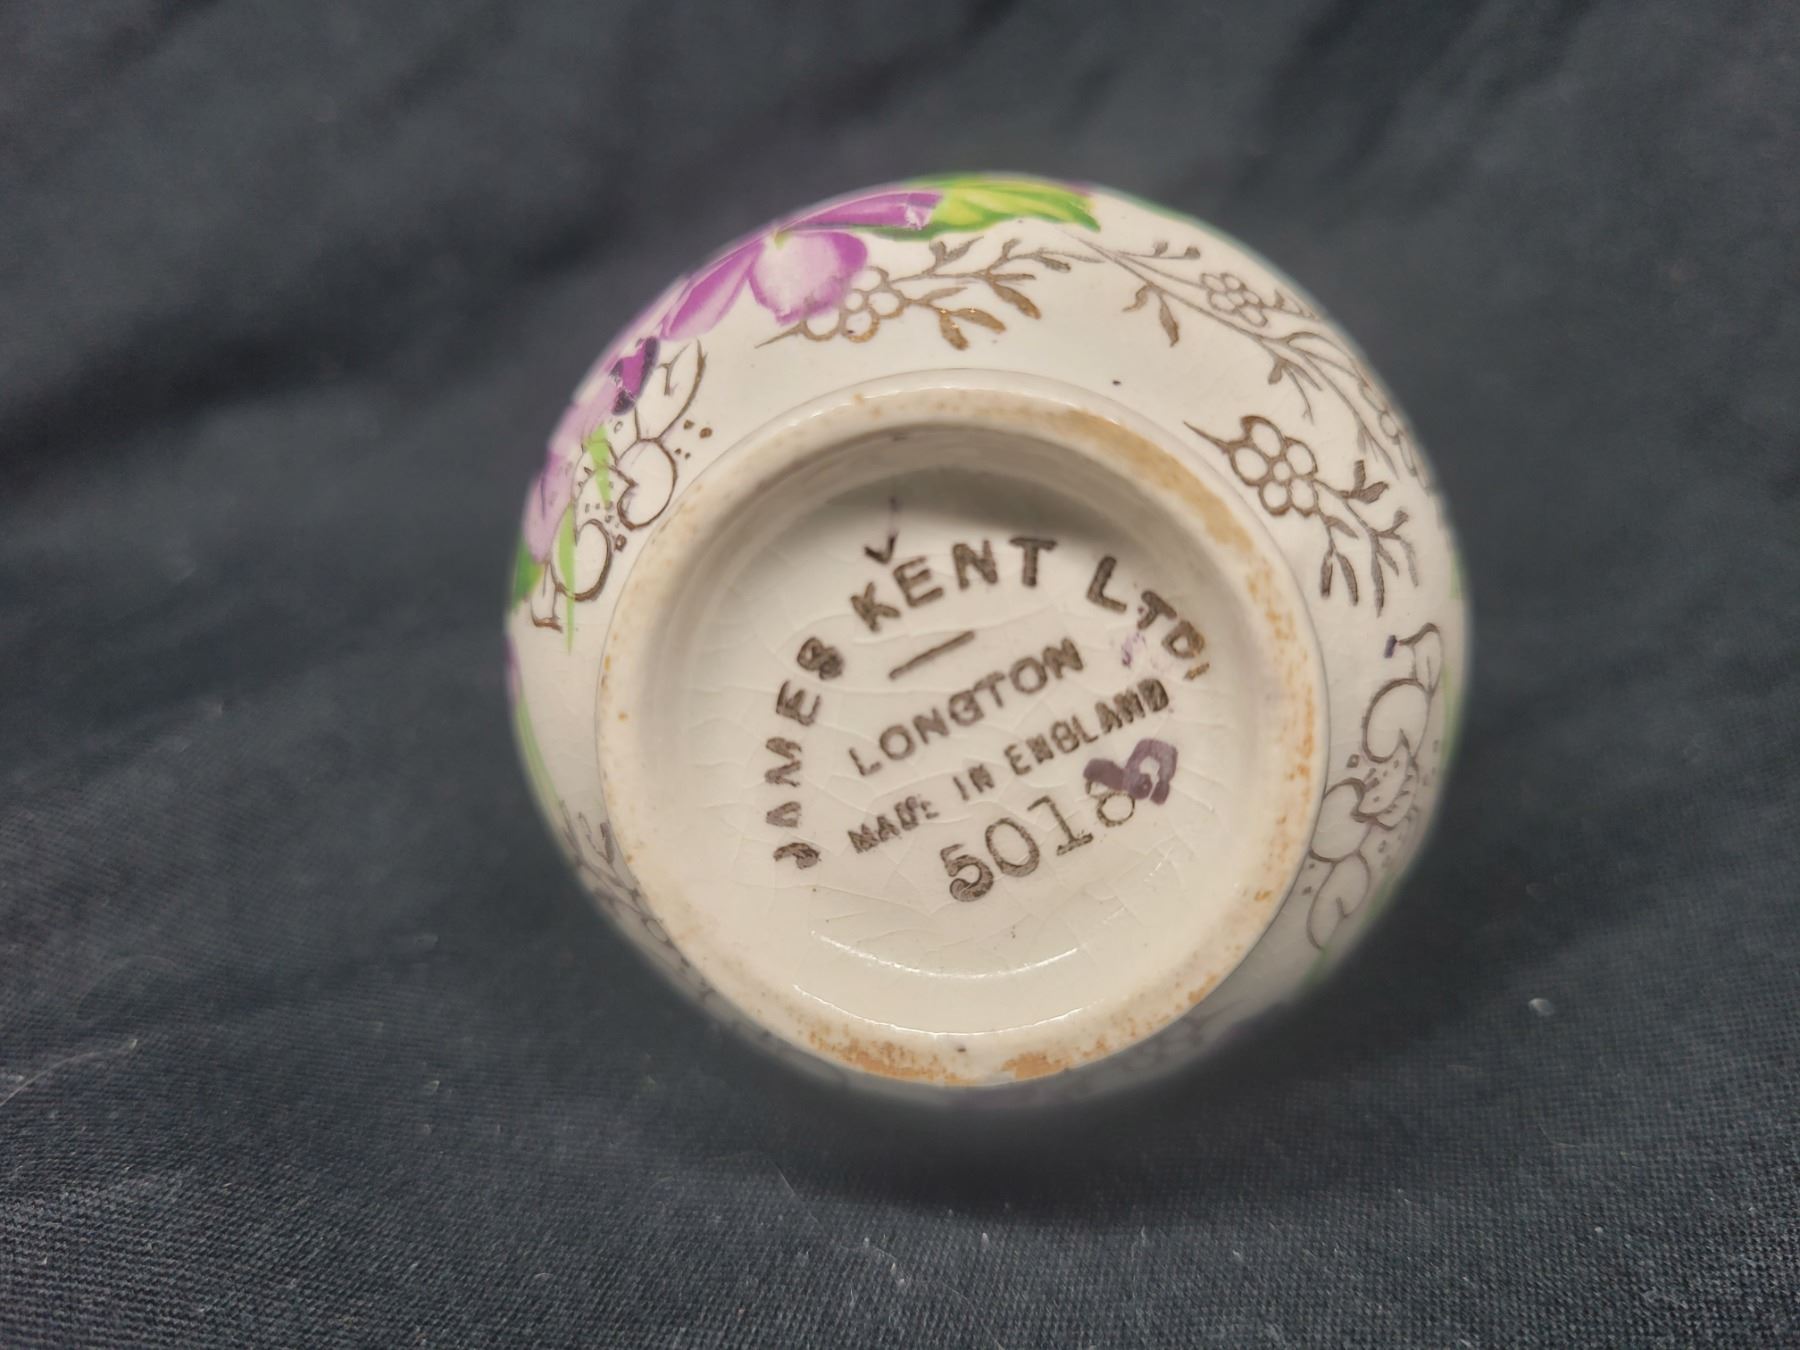 JAMES KENT LTD.
LONGTON
MADE IN ENGLAND
5018